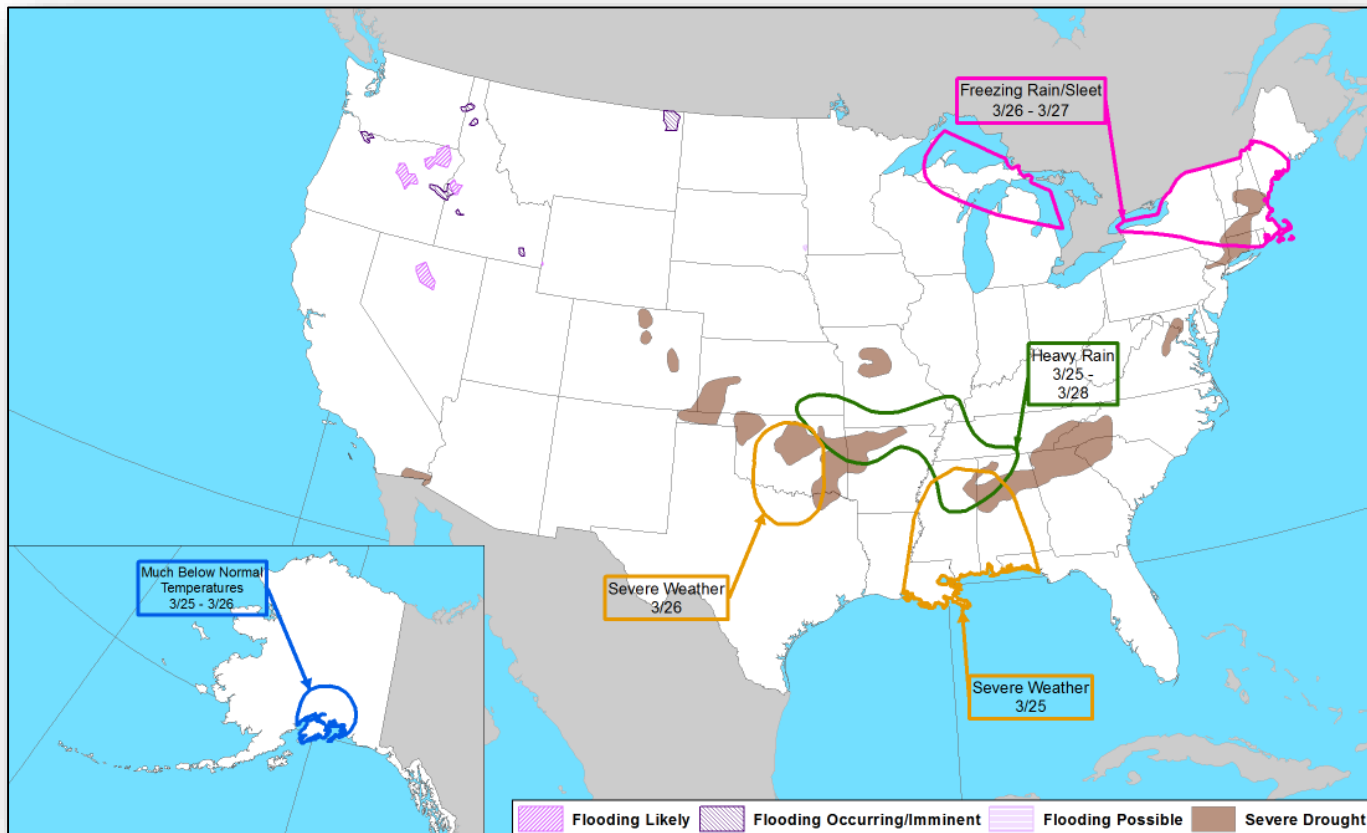 Freezing Rain/Sleet
3/26 - 3/27
Heavy Rain
3/25 -
3/28
Much Below Normal
Temperatures
3/25 - 3/26
Severe Weather
3/26
Severe Weather
3/25
Flooding Likely
Flooding Occurring/Imminent
Flooding Possible
Severe Drought